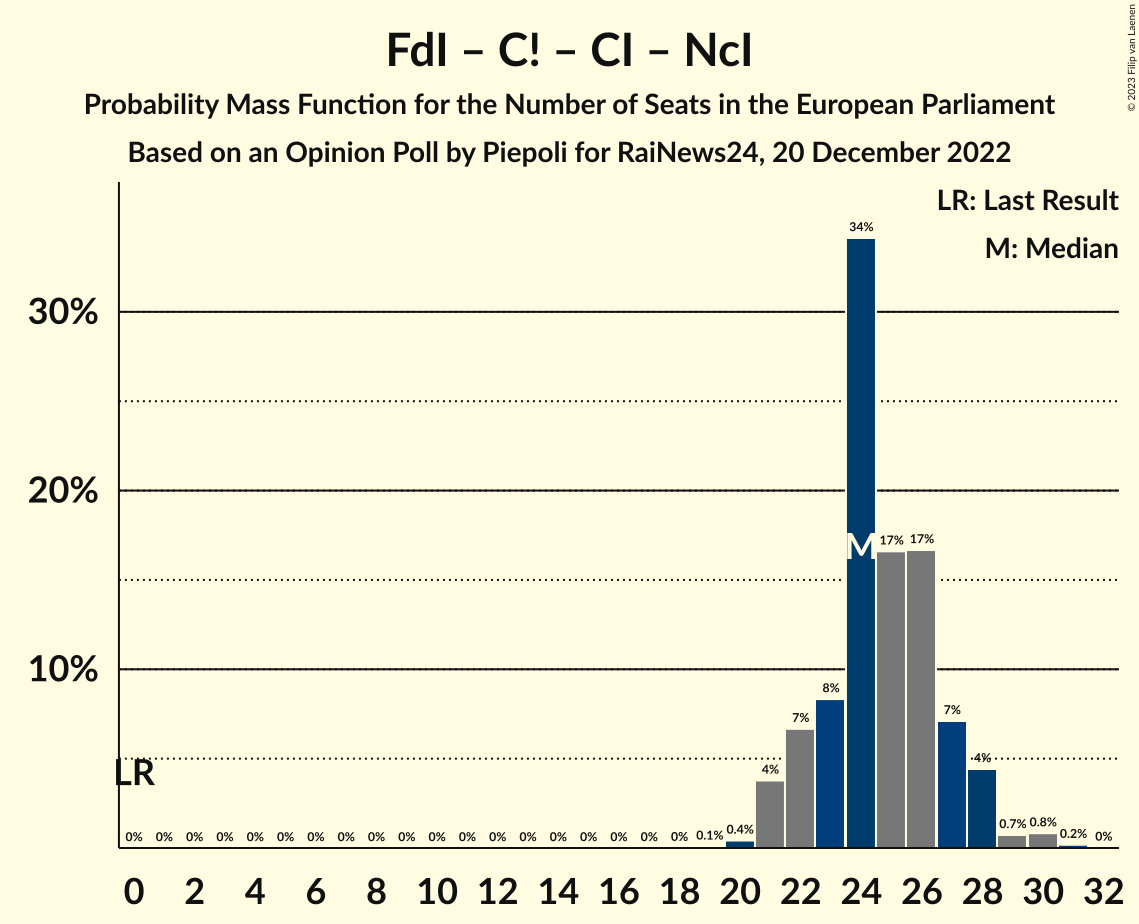 FdI – C! – CI – NcI
Probability Mass Function for the Number of Seats in the European Parliament
Based on an Opinion Poll by Piepoli for RaiNews24, 20 December 2022
© 2023 Filip van Laenen
LR: Last Result
M: Median
30%
20%
10%
34%
M
17% 17%
8%
7%
7%
4%
4%
LR
0% 0% 0% 0% 0% 0% 0% 0% 0% 0% 0% 0% 0% 0% 0% 0% 0% 0% 0% 0.1% 0.4% 0.7% 0.8% 0.2% 0%
0 2 4 6 8 10 12 14 16 18 20 22 24 26 28 30 32